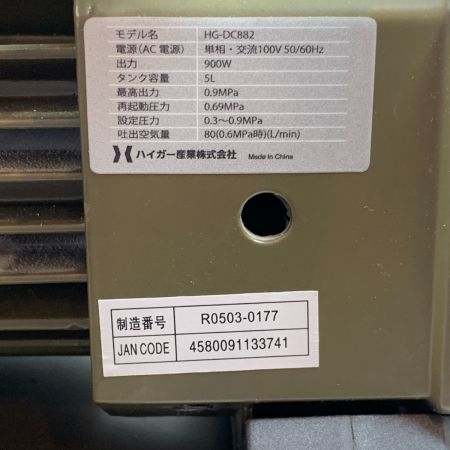 モデル名 HG-DC882
電源(AC 電源) 単相・交流100V 50/60Hz
出力 900W
タンク容量 5L
最高出力 0.9MPa
再起動圧力 0.69MPa
設定圧力 0.3〜0.9MPa
吐出空気量 80(0.6MPa時)(L/min)
ハイガー産業株式会社 Made in China
製造番号 R0503-0177
JAN CODE 4580091133741